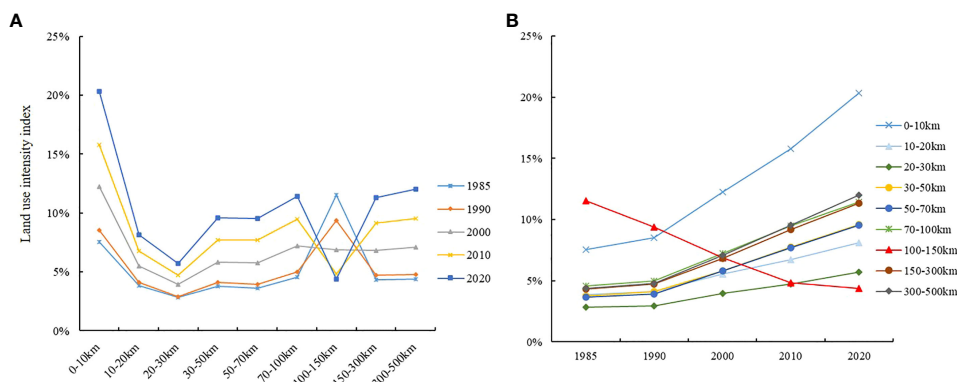 A
Land use intensity index
25%
20%
15%
10%
5%
0%
0-10km
10-20km
20-30km
30-50km
50-70km
70-100km
100-150km
150-300km
300-500km
1985
1990
2000
2010
2020
B
25%
20%
15%
10%
5%
0%
1985
1990
2000
2010
2020
0-10km
10-20km
20-30km
30-50km
50-70km
70-100km
100-150km
150-300km
300-500km